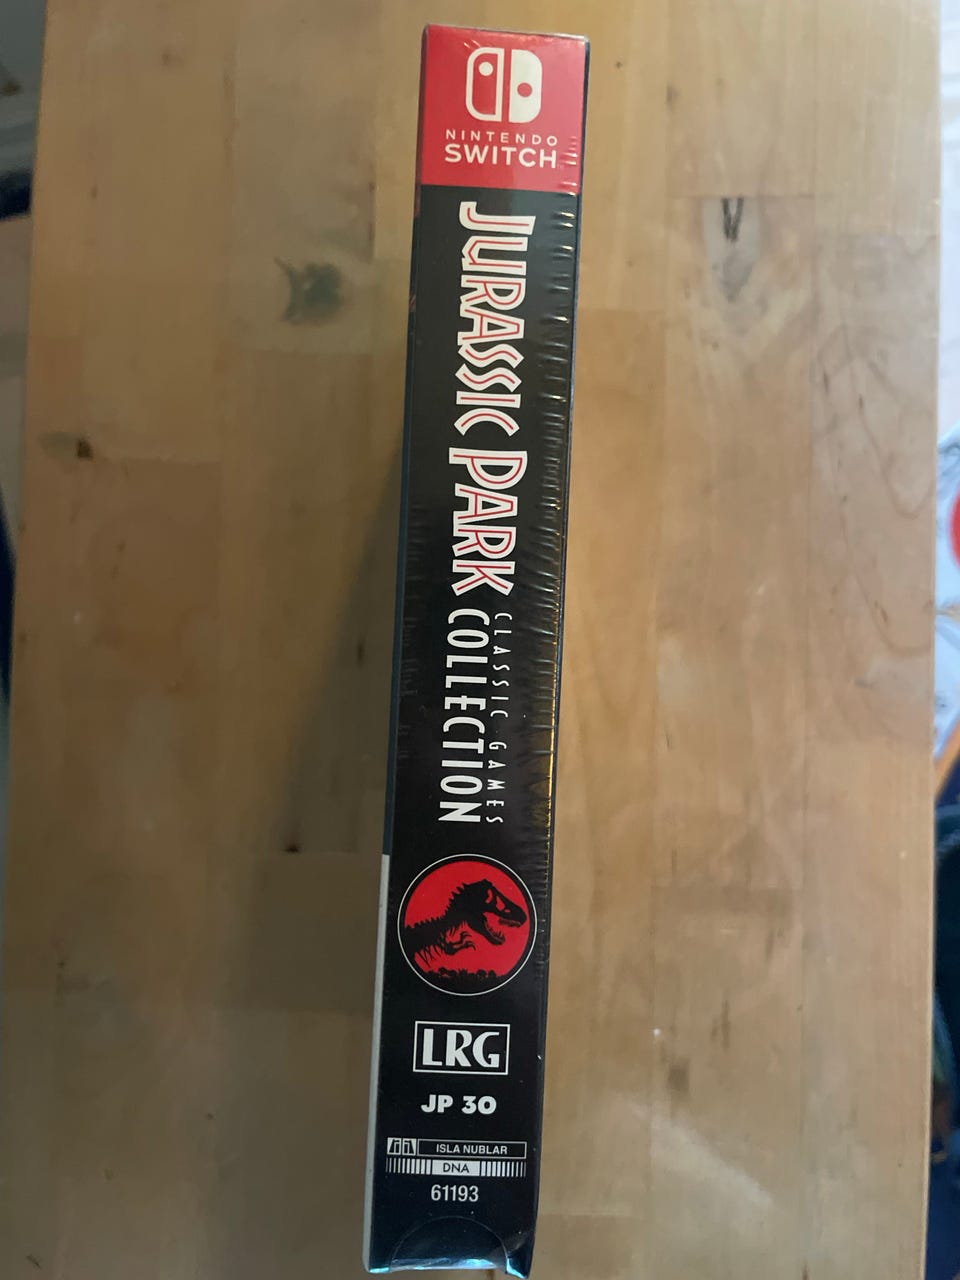 NINTENDO
SWITCH
JURASSIC PARK
CLASSIC GAMES
COLLECTION
LRG
JP 30
ISLA NUBLAR
DNA
61193